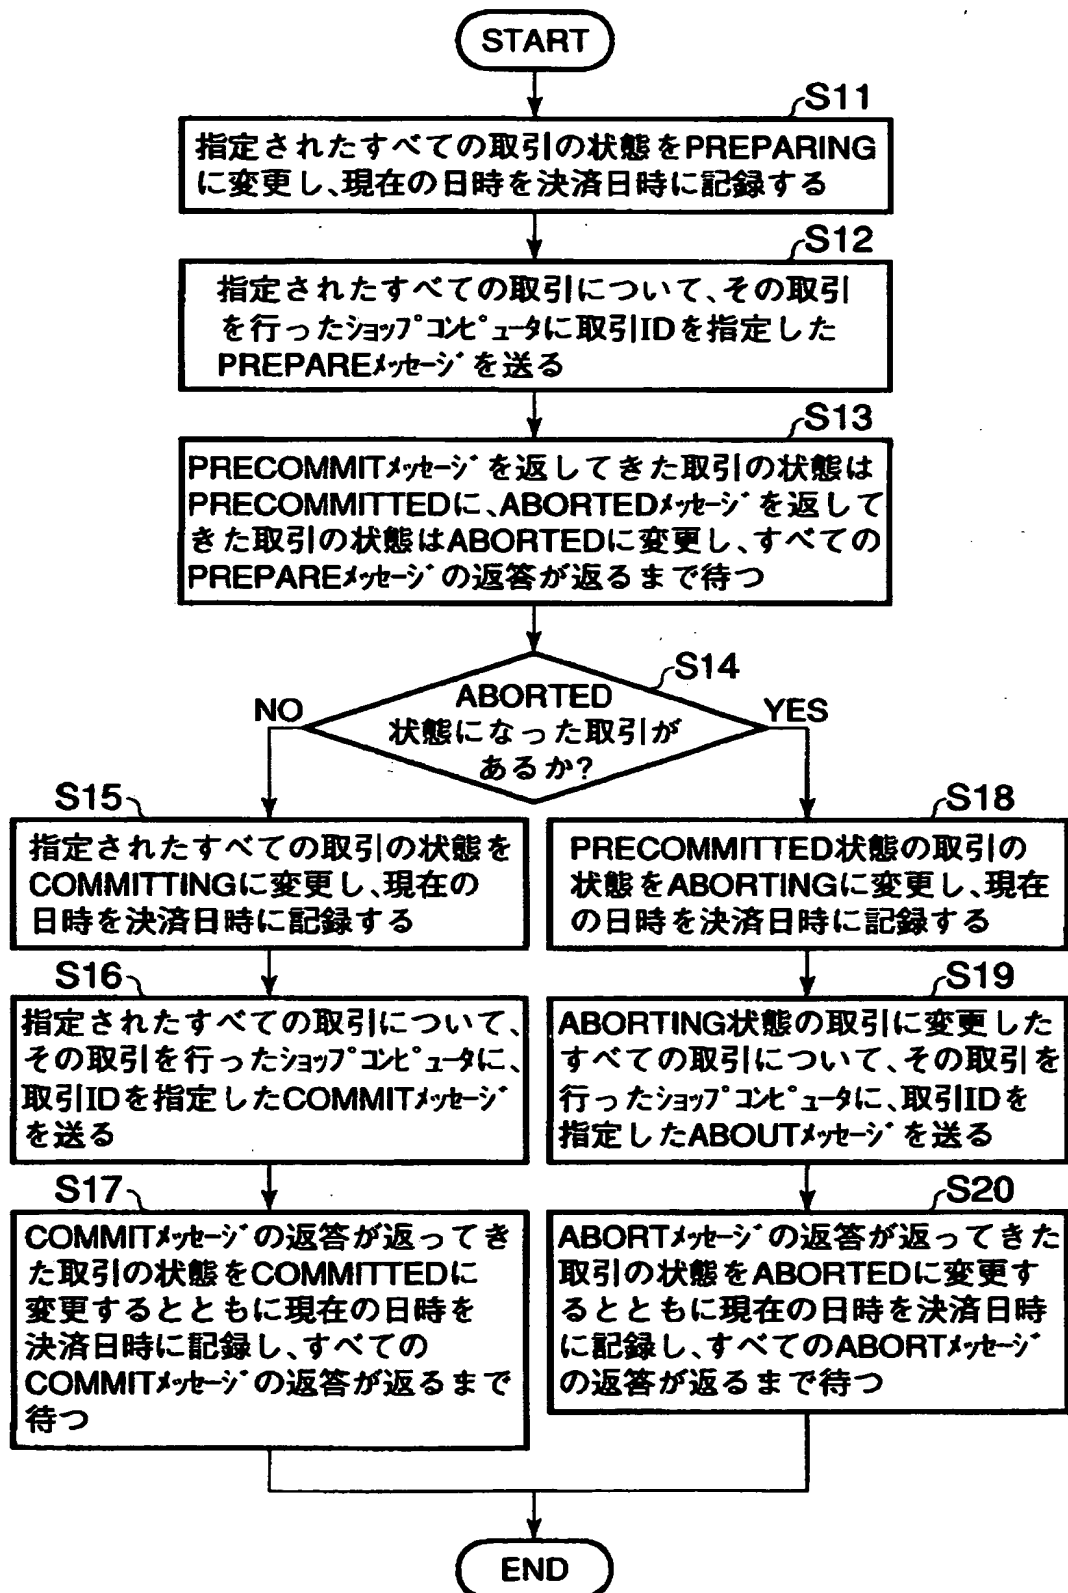 START
S11
指定されたすべての取引の状態をPREPARING
に変更し、現在の日時を決済日時に記録する
S12
指定されたすべての取引について、その取引
を行ったｼｮｯﾌﾟｺﾝﾋﾟｭｰﾀに取引IDを指定した
PREPAREﾒｯｾｰｼﾞを送る
S13
PRECOMMITﾒｯｾｰｼﾞを返してきた取引の状態は
PRECOMMITTEDに、ABORTEDﾒｯｾｰｼﾞを返して
きた取引の状態はABORTEDに変更し、すべての
PREPAREﾒｯｾｰｼﾞの返答が返るまで待つ
S14
ABORTED
状態になった取引が
あるか?
NO
YES
S15
指定されたすべての取引の状態を
COMMITTINGに変更し、現在の
日時を決済日時に記録する
S16
指定されたすべての取引について、
その取引を行ったｼｮｯﾌﾟｺﾝﾋﾟｭｰﾀに、
取引IDを指定したCOMMITﾒｯｾｰｼﾞ
を送る
S17
COMMITﾒｯｾｰｼﾞの返答が返ってき
た取引の状態をCOMMITTEDに
変更するとともに現在の日時を
決済日時に記録し、すべての
COMMITﾒｯｾｰｼﾞの返答が返るまで
待つ
S18
PRECOMMITTED状態の取引の
状態をABORTINGに変更し、現在
の日時を決済日時に記録する
S19
ABORTING状態の取引に変更した
すべての取引について、その取引を
行ったｼｮｯﾌﾟｺﾝﾋﾟｭｰﾀに、取引IDを
指定したABOUTﾒｯｾｰｼﾞを送る
S20
ABORTﾒｯｾｰｼﾞの返答が返ってきた
取引の状態をABORTEDに変更す
るとともに現在の日時を決済日時
に記録し、すべてのABORTﾒｯｾｰｼﾞ
の返答が返るまで待つ
END